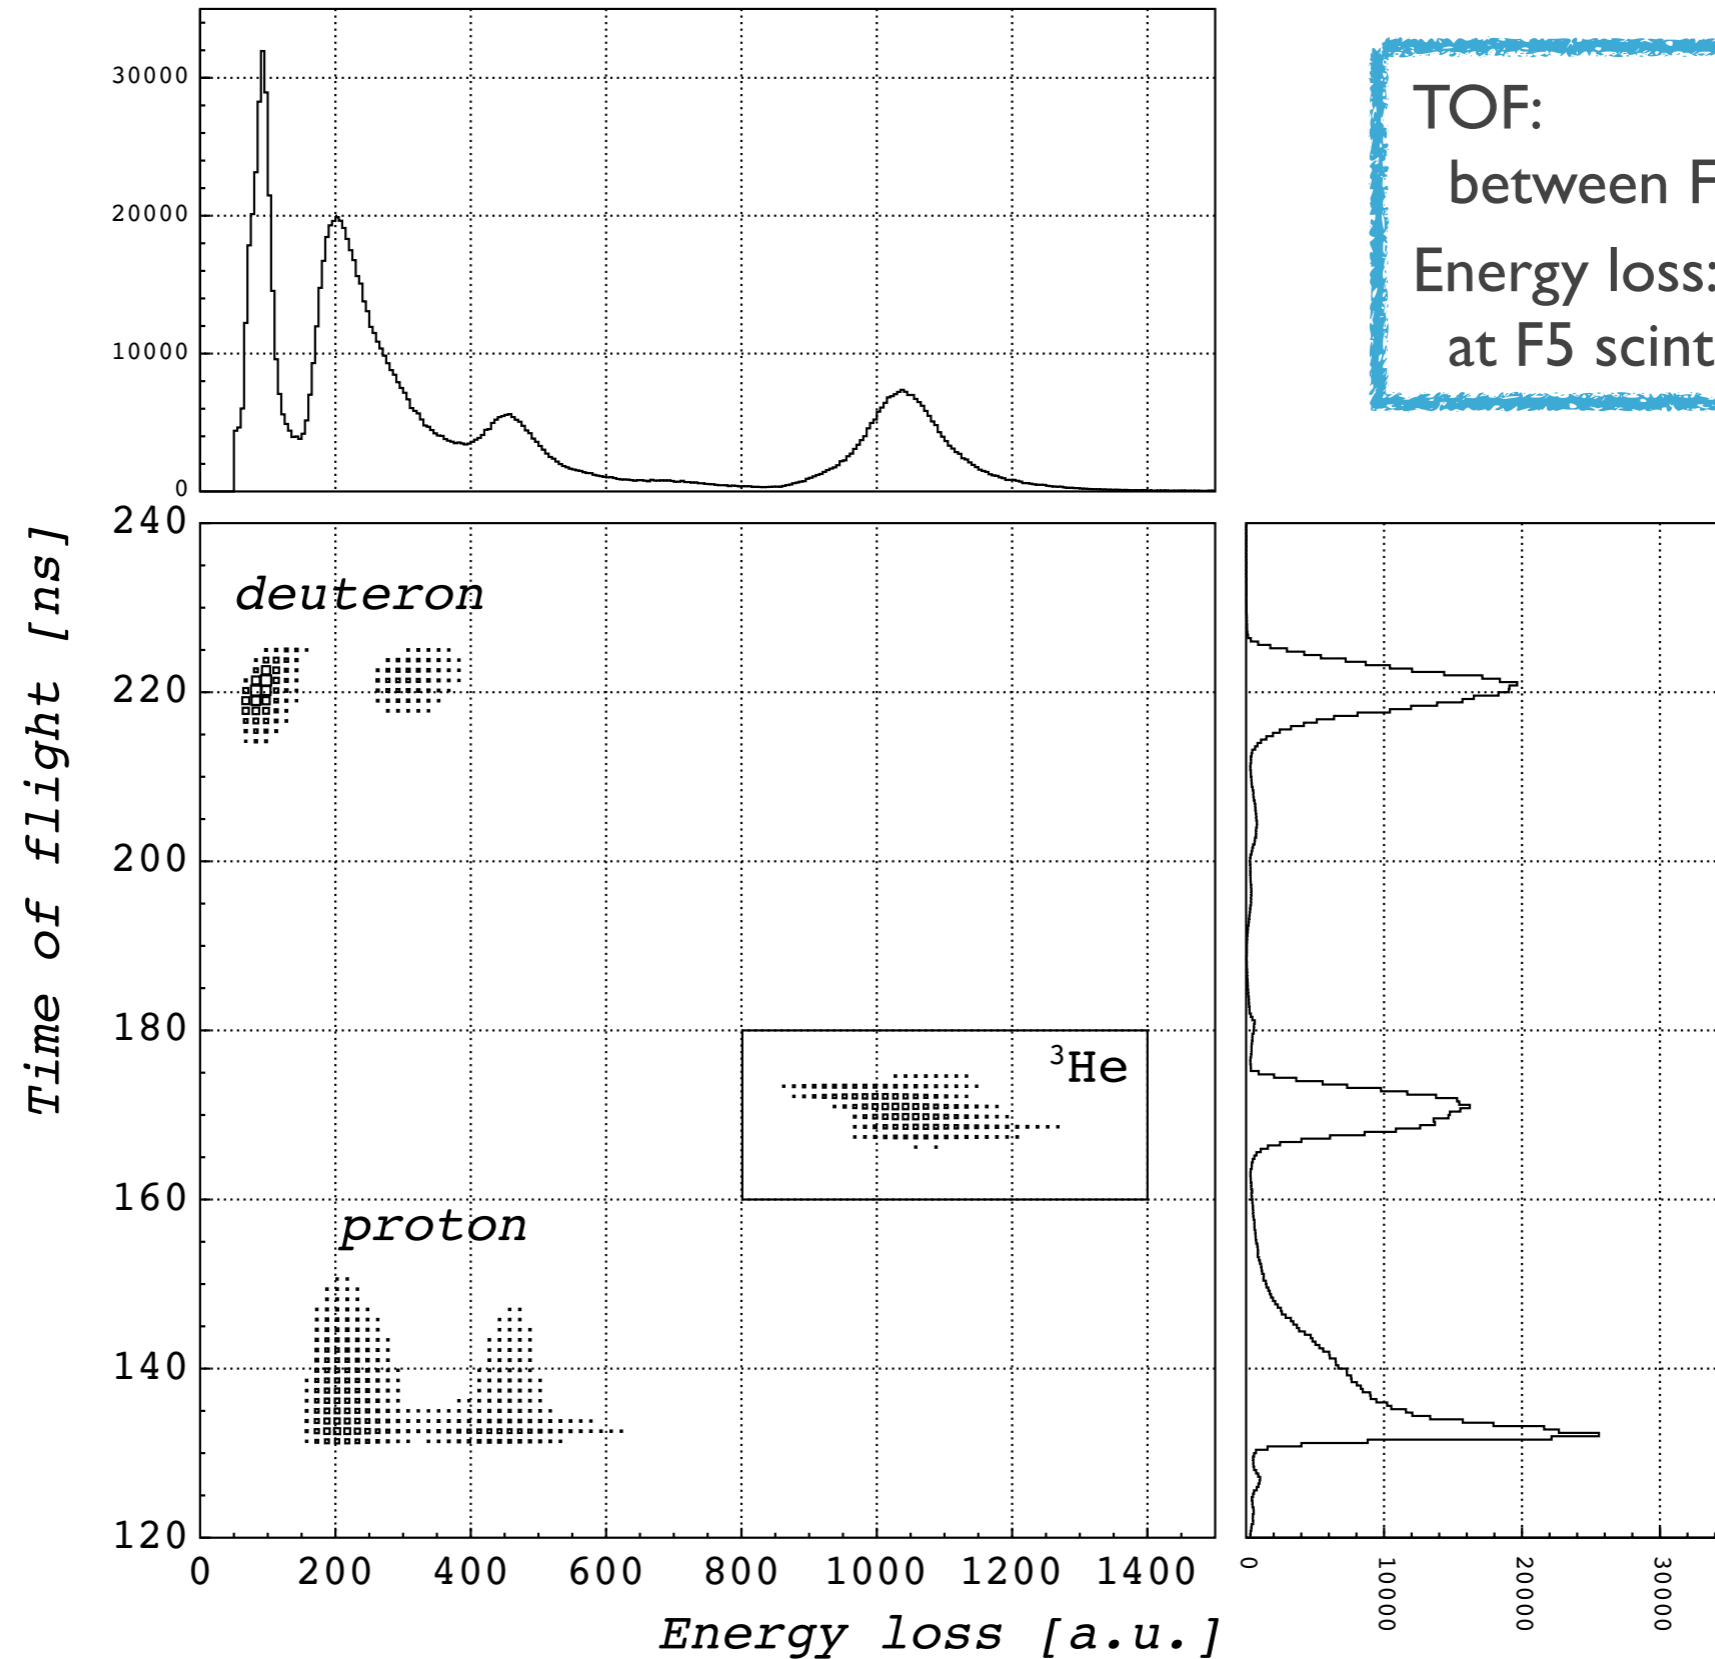 30000
20000
10000
0
TOF:
between F
Energy loss:
at F5 scint
Time of flight [ns]
240
220
200
180
160
140
120
deuteron
³He
proton
0 200 400 600 800 1000 1200 1400
Energy loss [a.u.]
0 10000 20000 30000